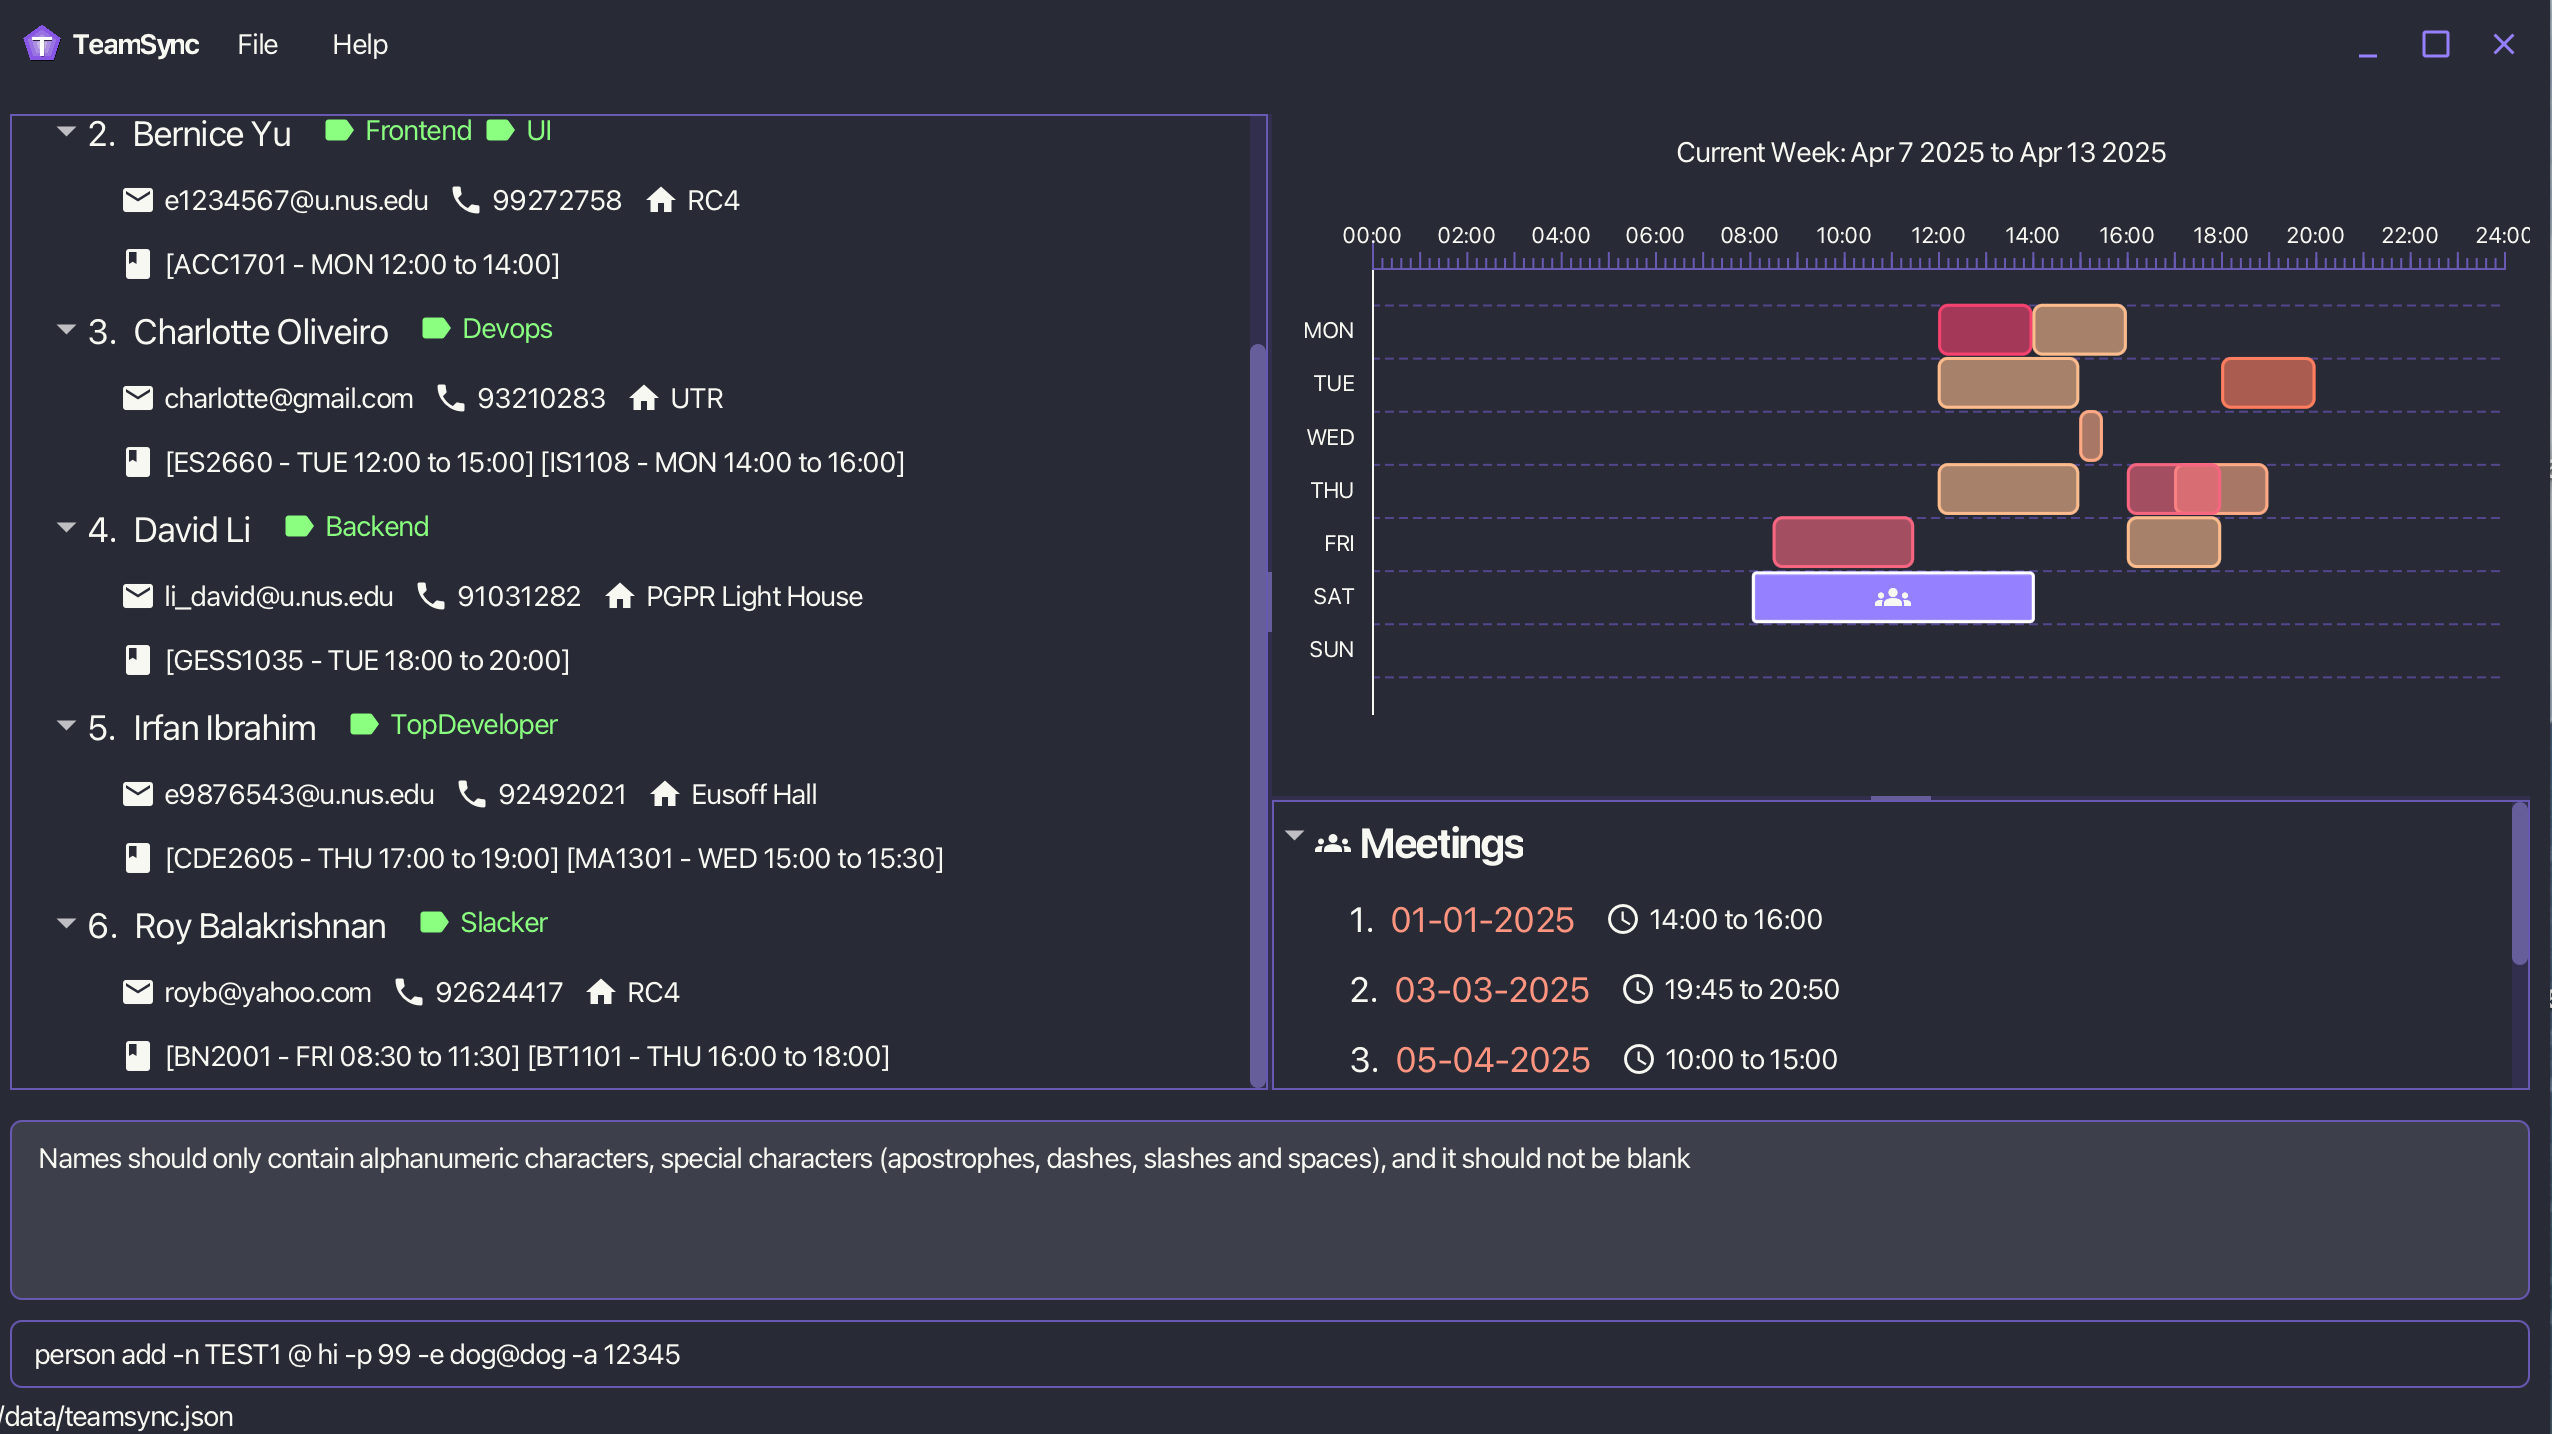 TeamSync File Help
2. Bernice Yu Frontend UI
e1234567@u.nus.edu 99272758 RC4
[ACC1701 - MON 12:00 to 14:00]
3. Charlotte Oliveiro Devops
charlotte@gmail.com 93210283 UTR
[ES2660 - TUE 12:00 to 15:00] [IS1108 - MON 14:00 to 16:00]
4. David Li Backend
li_david@u.nus.edu 91031282 PGPR Light House
[GESS1035 - TUE 18:00 to 20:00]
5. Irfan Ibrahim TopDeveloper
e9876543@u.nus.edu 92492021 Eusoff Hall
[CDE2605 - THU 17:00 to 19:00] [MA1301 - WED 15:00 to 15:30]
6. Roy Balakrishnan Slacker
royb@yahoo.com 92624417 RC4
[BN2001 - FRI 08:30 to 11:30] [BT1101 - THU 16:00 to 18:00]
Current Week: Apr 7 2025 to Apr 13 2025
00:00 02:00 04:00 06:00 08:00 10:00 12:00 14:00 16:00 18:00 20:00 22:00 24:00
MON
TUE
WED
THU
FRI
SAT
SUN
Meetings
1. 01-01-2025 14:00 to 16:00
2. 03-03-2025 19:45 to 20:50
3. 05-04-2025 10:00 to 15:00
Names should only contain alphanumeric characters, special characters (apostrophes, dashes, slashes and spaces), and it should not be blank
person add -n TEST1 @ hi -p 99 -e dog@dog -a 12345
/data/teamsync.json